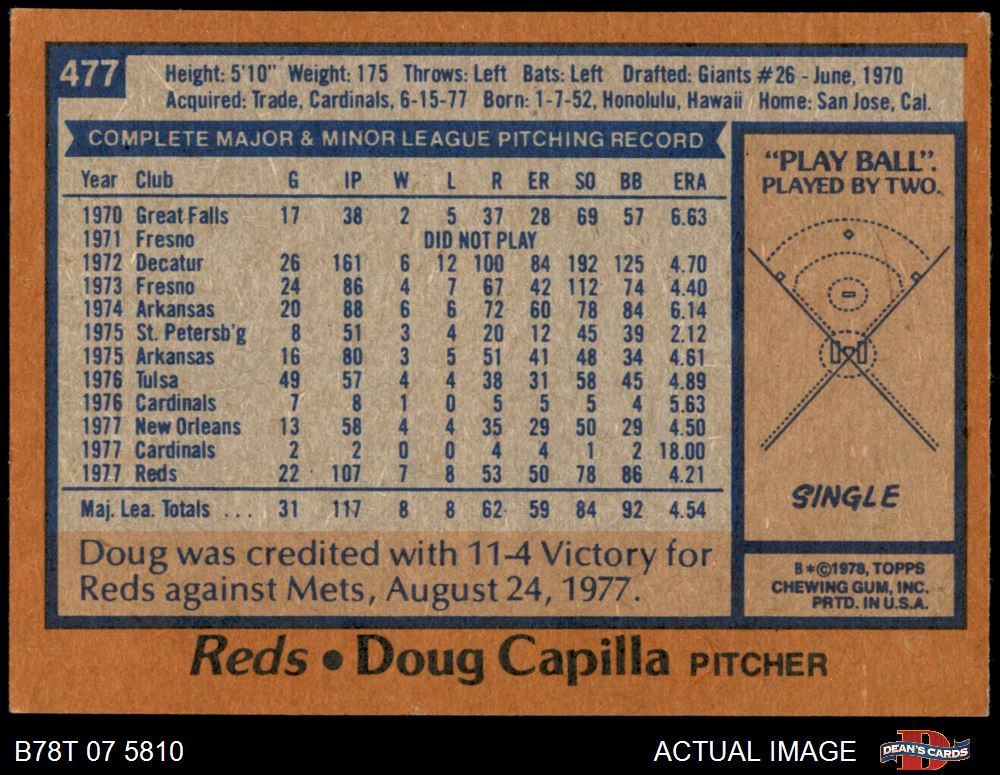 477
Height: 5'10" Weight: 175 Throws: Left Bats: Left Drafted: Giants #26 - June, 1970
Acquired: Trade, Cardinals, 6-15-77 Born: 1-7-52, Honolulu, Hawaii Home: San Jose, Cal.
COMPLETE MAJOR & MINOR LEAGUE PITCHING RECORD
Year Club G IP W L R ER SO BB ERA
1970 Great Falls 17 38 2 5 37 28 69 57 6.63
1971 Fresno DID NOT PLAY
1972 Decatur 26 161 6 12 100 84 192 125 4.70
1973 Fresno 24 86 4 7 67 42 112 74 4.40
1974 Arkansas 20 88 6 6 72 60 78 84 6.14
1975 St. Petersb'g 8 51 3 4 20 12 45 39 2.12
1975 Arkansas 16 80 3 5 51 41 48 34 4.61
1976 Tulsa 49 57 4 4 38 31 58 45 4.89
1976 Cardinals 7 8 1 0 5 5 5 4 5.63
1977 New Orleans 13 58 4 4 35 29 50 29 4.50
1977 Cardinals 2 2 0 0 4 4 1 2 18.00
1977 Reds 22 107 7 8 53 50 78 86 4.21
Maj. Lea. Totals ... 31 117 8 8 62 59 84 92 4.54
Doug was credited with 11-4 Victory for
Reds against Mets, August 24, 1977.
"PLAY BALL".
PLAYED BY TWO.
SINGLE
B*©1978, TOPPS
CHEWING GUM, INC.
PRTD. IN U.S.A.
Reds • Doug Capilla PITCHER
B78T 07 5810
ACTUAL IMAGE
DEAN'S CARDS